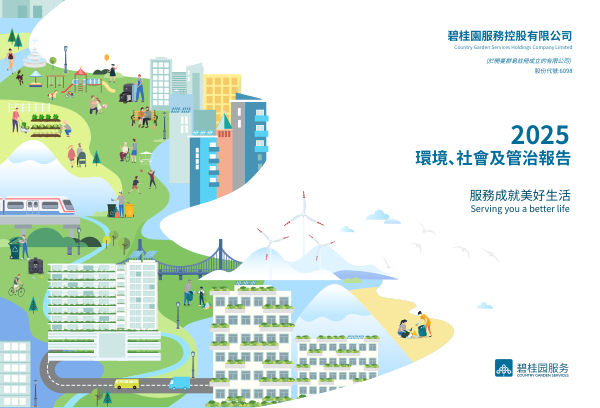 碧桂園服務控股有限公司
Country Garden Services Holdings Company Limited
(於開曼群島註冊成立的有限公司)
股份代號:6098
2025
環境、社會及管治報告
服務成就美好生活
Serving you a better life
碧桂园服务
COUNTRY GARDEN SERVICES